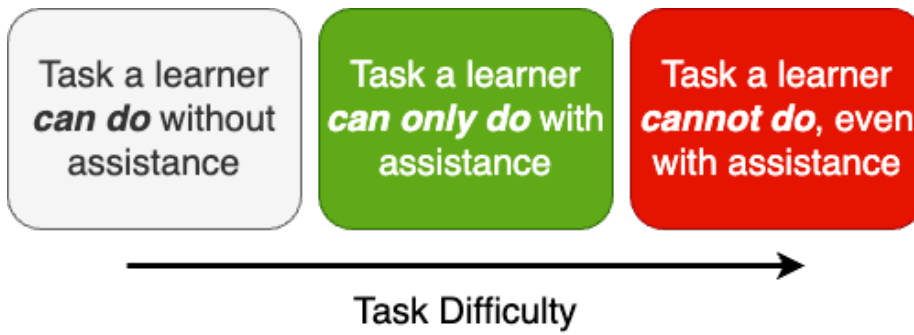 Task a learner
can do without
assistance
Task a learner
can only do with
assistance
Task a learner
cannot do, even
with assistance
Task Difficulty